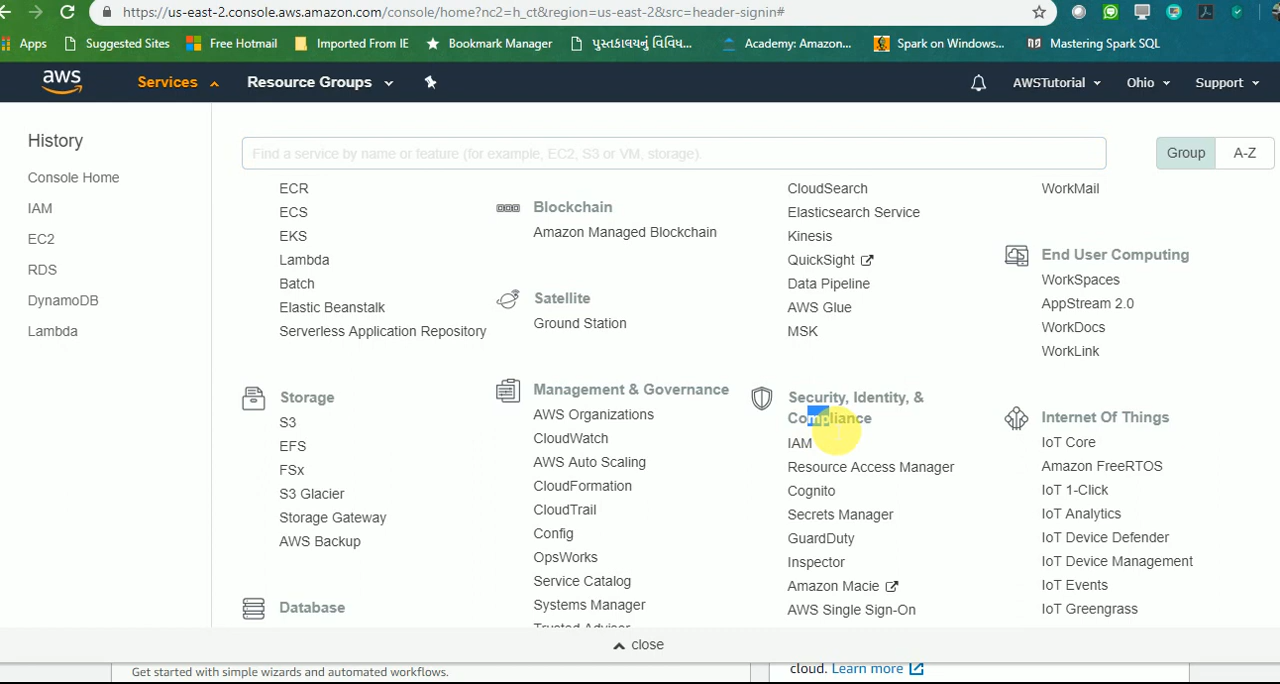 https://us-east-2.console.aws.amazon.com/console/home?nc2=h_ct&region=us-east-2&src=header-signin#
Apps Suggested Sites Free Hotmail Imported From IE Bookmark Manager પુસ્તકાલયનું વિવિધ... Academy: Amazon... Spark on Windows... Mastering Spark SQL
aws Services Resource Groups AWSTutorial Ohio Support
History
Console Home
IAM
EC2
RDS
DynamoDB
Lambda
Find a service by name or feature (for example, EC2, S3 or VM, storage).
Group A-Z
ECR
ECS
EKS
Lambda
Batch
Elastic Beanstalk
Serverless Application Repository
Storage
S3
EFS
FSx
S3 Glacier
Storage Gateway
AWS Backup
Database
Blockchain
Amazon Managed Blockchain
Satellite
Ground Station
Management & Governance
AWS Organizations
CloudWatch
AWS Auto Scaling
CloudFormation
CloudTrail
Config
OpsWorks
Service Catalog
Systems Manager
Trusted Advisor
CloudSearch
Elasticsearch Service
Kinesis
QuickSight
Data Pipeline
AWS Glue
MSK
Security, Identity, &
Compliance
IAM
Resource Access Manager
Cognito
Secrets Manager
GuardDuty
Inspector
Amazon Macie
AWS Single Sign-On
WorkMail
End User Computing
WorkSpaces
AppStream 2.0
WorkDocs
WorkLink
Internet Of Things
IoT Core
Amazon FreeRTOS
IoT 1-Click
IoT Analytics
IoT Device Defender
IoT Device Management
IoT Events
IoT Greengrass
close
Get started with simple wizards and automated workflows.
cloud. Learn more